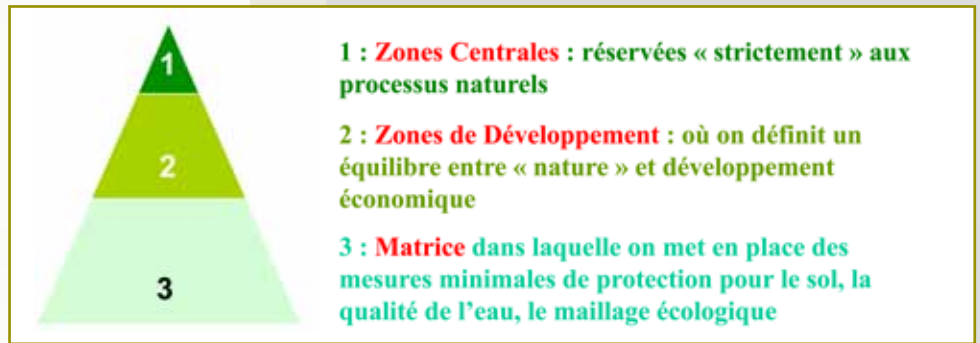 1
2
3
1 : Zones Centrales : réservées « strictement » aux
processus naturels
2 : Zones de Développement : où on définit un
équilibre entre « nature » et développement
économique
3 : Matrice dans laquelle on met en place des
mesures minimales de protection pour le sol, la
qualité de l'eau, le maillage écologique